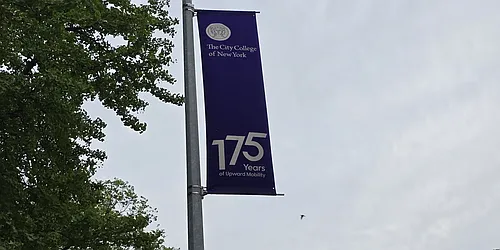 The City College
of New York
175
Years
of Upward Mobility